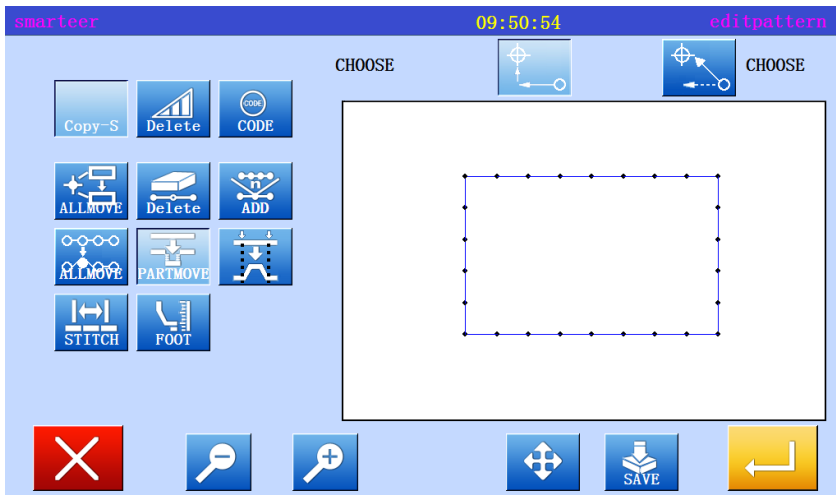 smarteer 09:50:54 editpattern
CHOOSE CHOOSE
Copy-S Delete CODE CODE
ALLMOVE Delete n ADD
ALLMOVE PARTMOVE
STITCH FOOT
SAVE